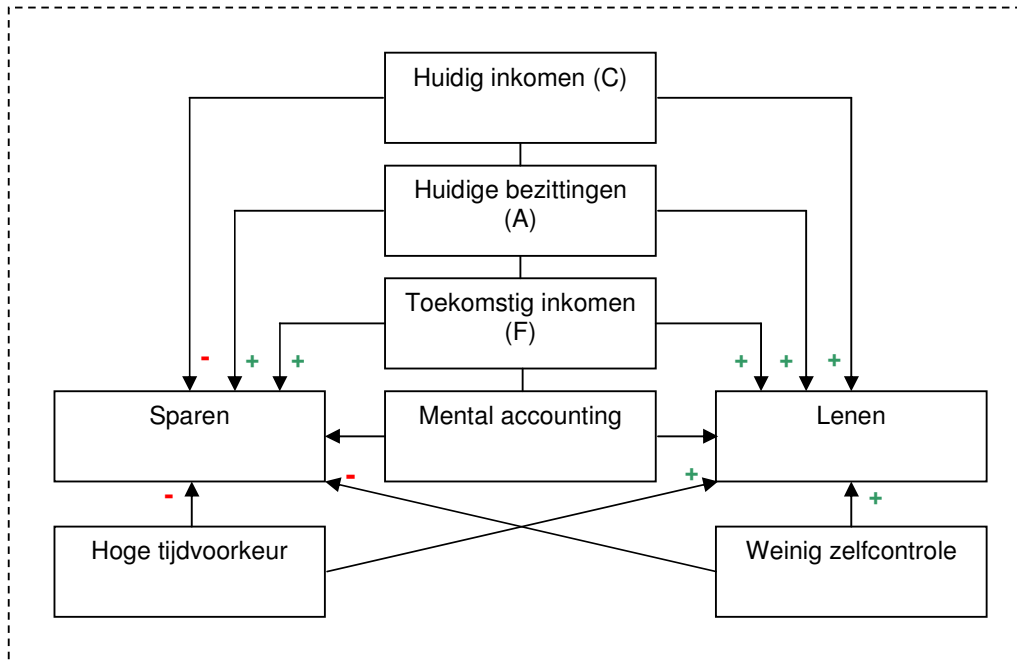 Huidig inkomen (C)
Huidige bezittingen
(A)
Toekomstig inkomen
(F)
- + +
+ + +
Sparen
Mental accounting
Lenen
-
-
+
+
Hoge tijdvoorkeur
Weinig zelfcontrole